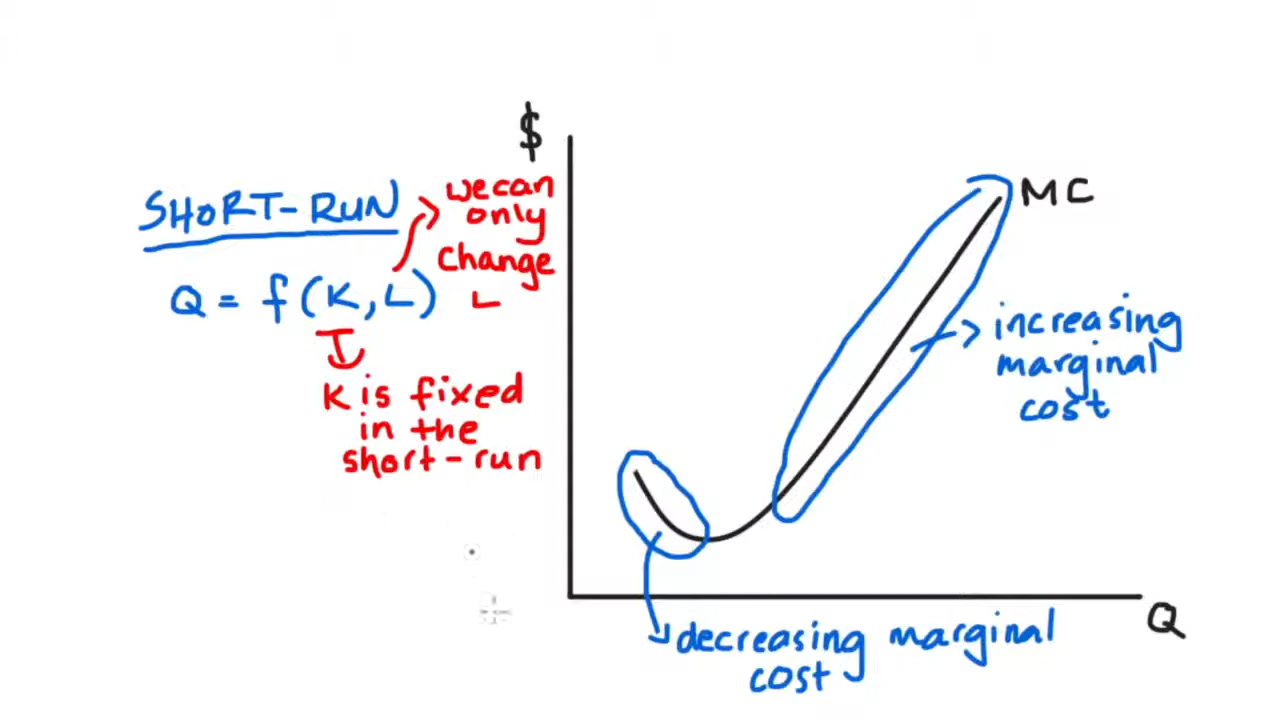 $
SHORT-RUN
we can
only
change
L
Q = f(K,L)
K is fixed
in the
short-run
MC
increasing
marginal
cost
Q
decreasing marginal
cost